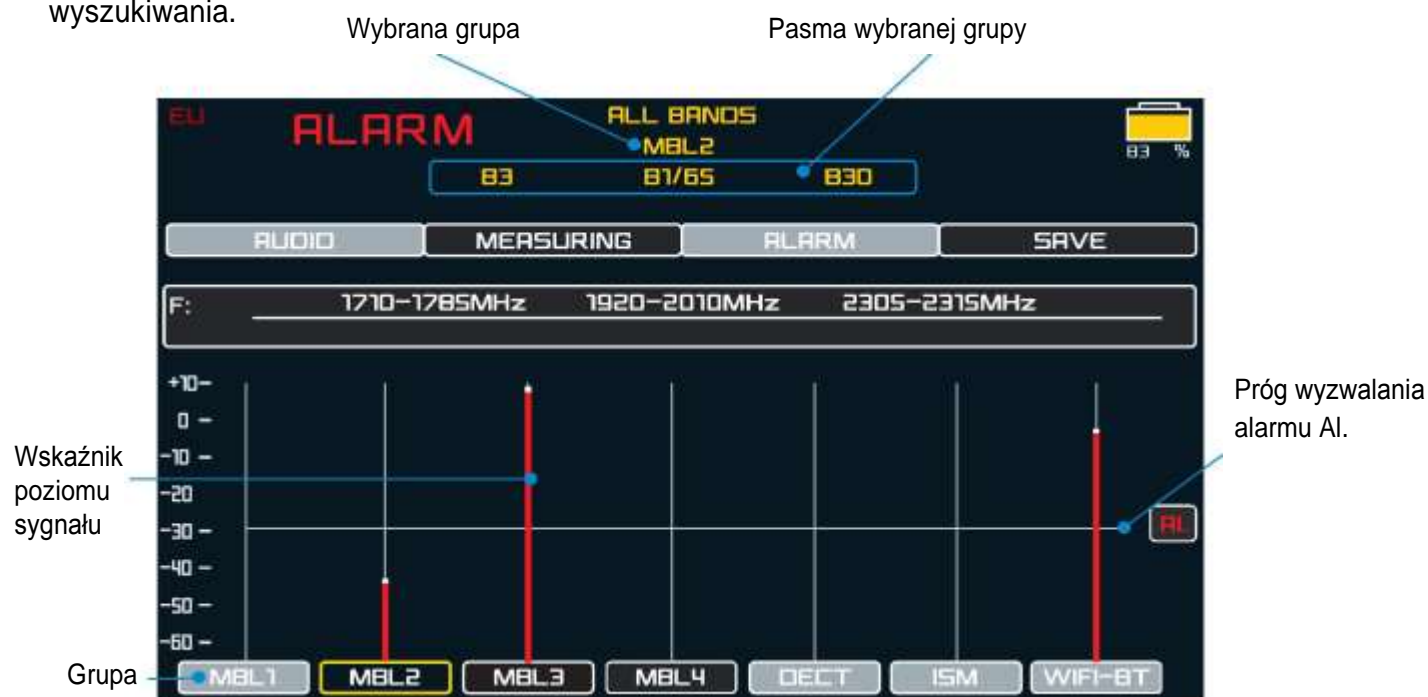 wyszukiwania.
Wybrana grupa Pasma wybranej grupy
EU ALARM ALL BANDS
MBL2
83 %
B3 B1/65 B30
AUDIO MEASURING ALARM SAVE
F: 1710-1785MHz 1920-2010MHz 2305-2315MHz
+10-
0 -
-10 -
-20
-30 -
-40 -
-50 -
-60 -
Próg wyzwalania
alarmu Al.
Wskaźnik
poziomu
sygnału
AL
Grupa
MBL1 MBL2 MBL3 MBL4 DECT ISM WIFI-BT